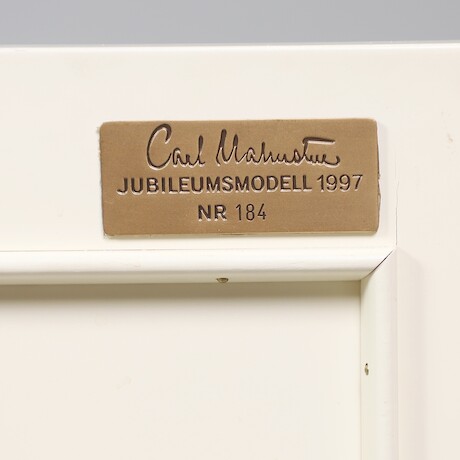 Carl Malmsten
JUBILEUMSMODELL 1997
NR 184